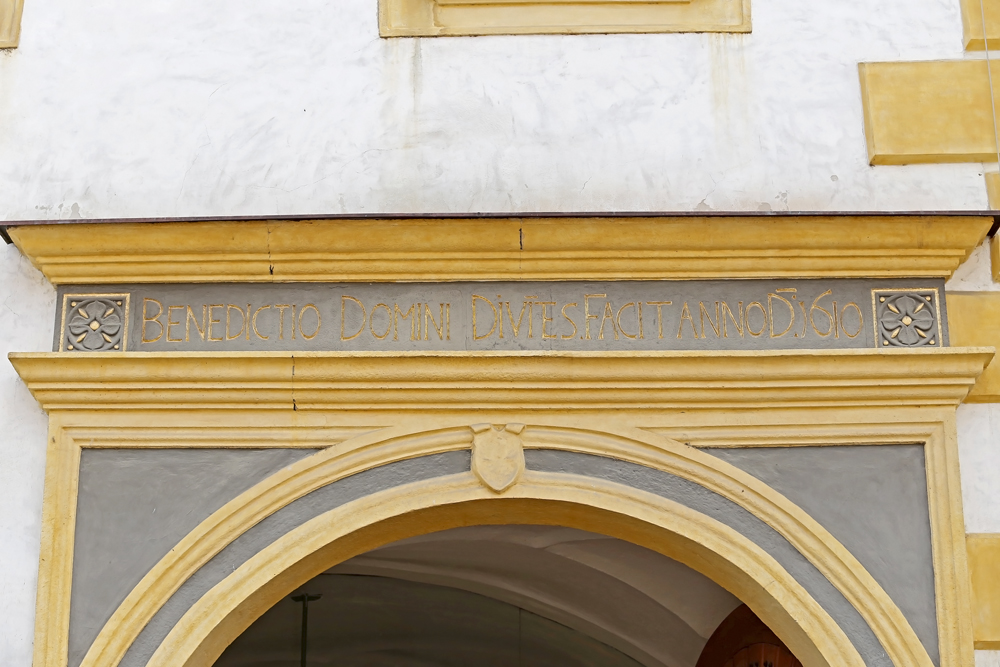 BENEDICTIO DOMINI DIVITES. FACIT ANNO D̄. 1610